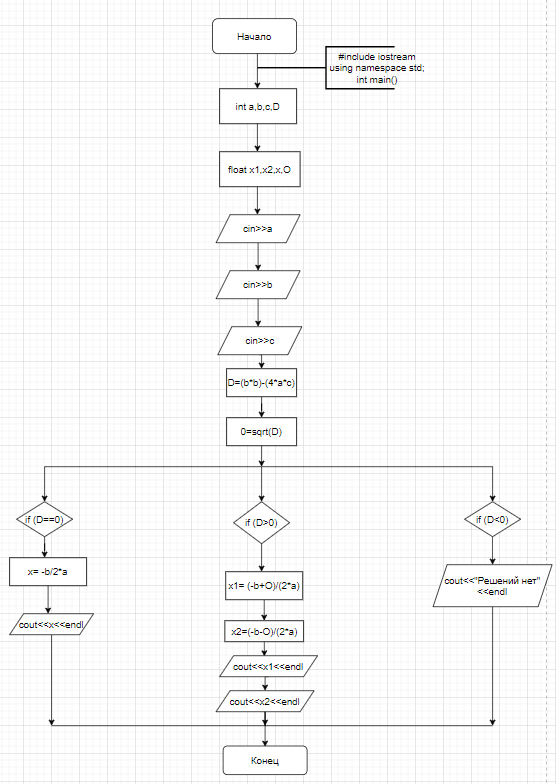 Начало
#include iostream
using namespace std;
int main()
int a,b,c,D
float x1,x2,x,O
cin>>a
cin>>b
cin>>c
D=(b*b)-(4*a*c)
0=sqrt(D)
if (D==0)
if (D>0)
if (D<0)
x= -b/2*a
cout<<x<<endl
x1= (-b+O)/(2*a)
x2=(-b-O)/(2*a)
cout<<x1<<endl
cout<<x2<<endl
cout<<"Решений нет"
<<endl
Конец